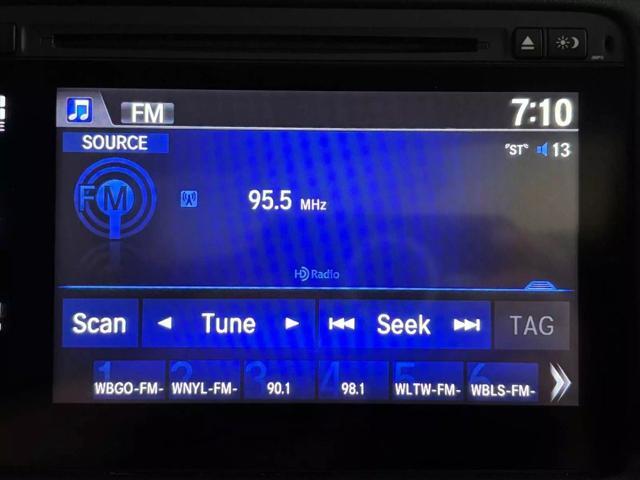 FM
7:10
SOURCE
"ST"
13
FM
95.5 MHz
HD Radio
Scan
Tune
Seek
TAG
1 2 3 4 5 6
WBGO-FM- WNYL-FM- 90.1 98.1 WLTW-FM- WBLS-FM-